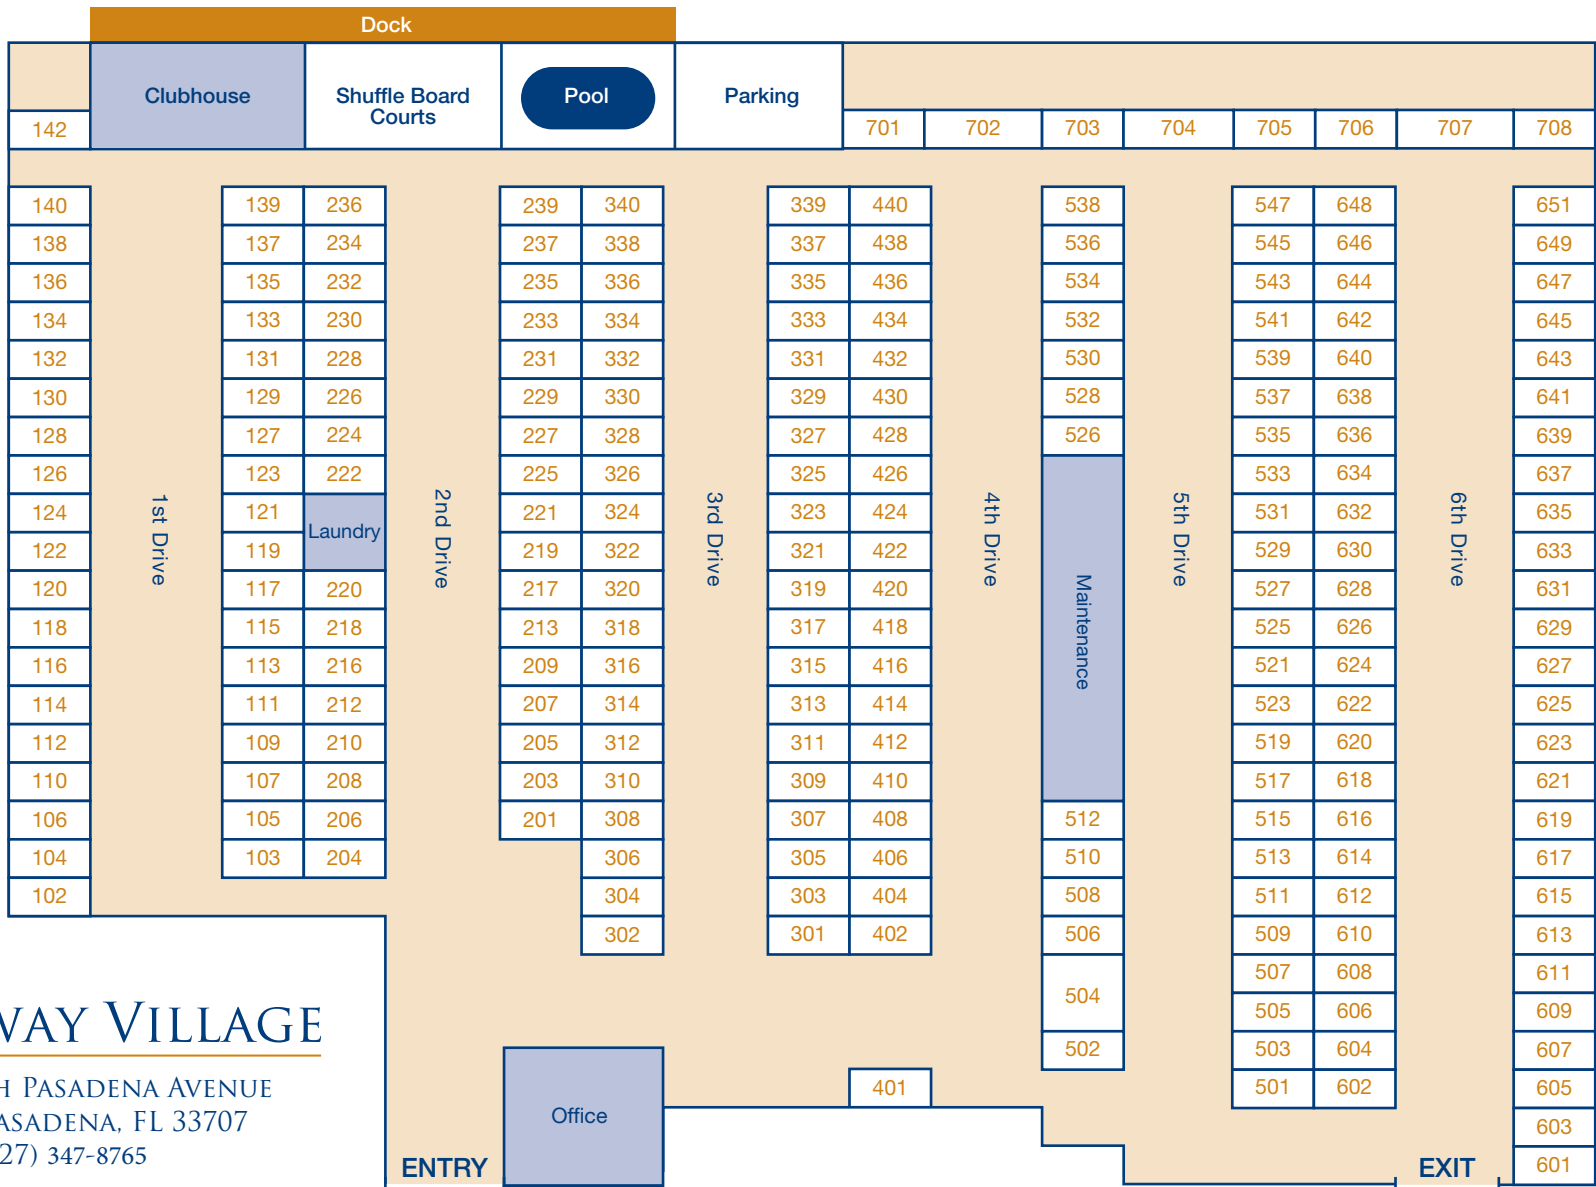 Dock
Clubhouse
Shuffle Board
Courts
Pool
Parking
142 701 702 703 704 705 706 707 708
140 139 236 239 340 339 440 538 547 648 651
138 137 234 237 338 337 438 536 545 646 649
136 135 232 235 336 335 436 534 543 644 647
134 133 230 233 334 333 434 532 541 642 645
132 131 228 231 332 331 432 530 539 640 643
130 129 226 229 330 329 430 528 537 638 641
128 127 224 227 328 327 428 526 535 636 639
126 123 222 225 326 325 426 533 634 637
124 121 221 324 323 424 531 632 635
Laundry
122 119 219 322 321 422 529 630 633
1st Drive
2nd Drive
3rd Drive
4th Drive
5th Drive
6th Drive
120 117 220 217 320 319 420 527 628 631
Maintenance
118 115 218 213 318 317 418 525 626 629
116 113 216 209 316 315 416 521 624 627
114 111 212 207 314 313 414 523 622 625
112 109 210 205 312 311 412 519 620 623
110 107 208 203 310 309 410 517 618 621
106 105 206 201 308 307 408 512 515 616 619
104 103 204 306 305 406 510 513 614 617
102 304 303 404 508 511 612 615
302 301 402 506 509 610 613
507 608 611
504
505 606 609
502 503 604 607
401 501 602 605
603
601
Office
ENTRY
EXIT
VILLAGE
PASADENA AVENUE
PASADENA, FL 33707
27) 347-8765